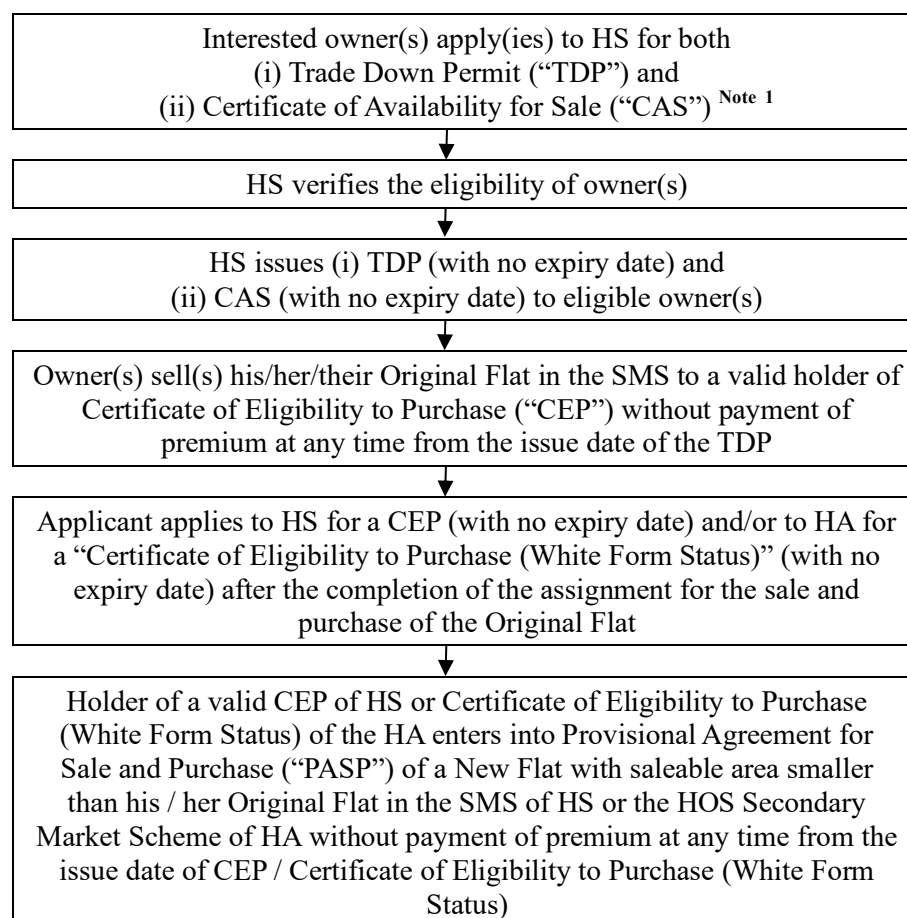 Interested owner(s) apply(ies) to HS for both
(i) Trade Down Permit (“TDP”) and
(ii) Certificate of Availability for Sale (“CAS”) Note 1
HS verifies the eligibility of owner(s)
HS issues (i) TDP (with no expiry date) and
(ii) CAS (with no expiry date) to eligible owner(s)
Owner(s) sell(s) his/her/their Original Flat in the SMS to a valid holder of
Certificate of Eligibility to Purchase (“CEP”) without payment of
premium at any time from the issue date of the TDP
Applicant applies to HS for a CEP (with no expiry date) and/or to HA for
a “Certificate of Eligibility to Purchase (White Form Status)” (with no
expiry date) after the completion of the assignment for the sale and
purchase of the Original Flat
Holder of a valid CEP of HS or Certificate of Eligibility to Purchase
(White Form Status) of the HA enters into Provisional Agreement for
Sale and Purchase (“PASP”) of a New Flat with saleable area smaller
than his / her Original Flat in the SMS of HS or the HOS Secondary
Market Scheme of HA without payment of premium at any time from the
issue date of CEP / Certificate of Eligibility to Purchase (White Form
Status)